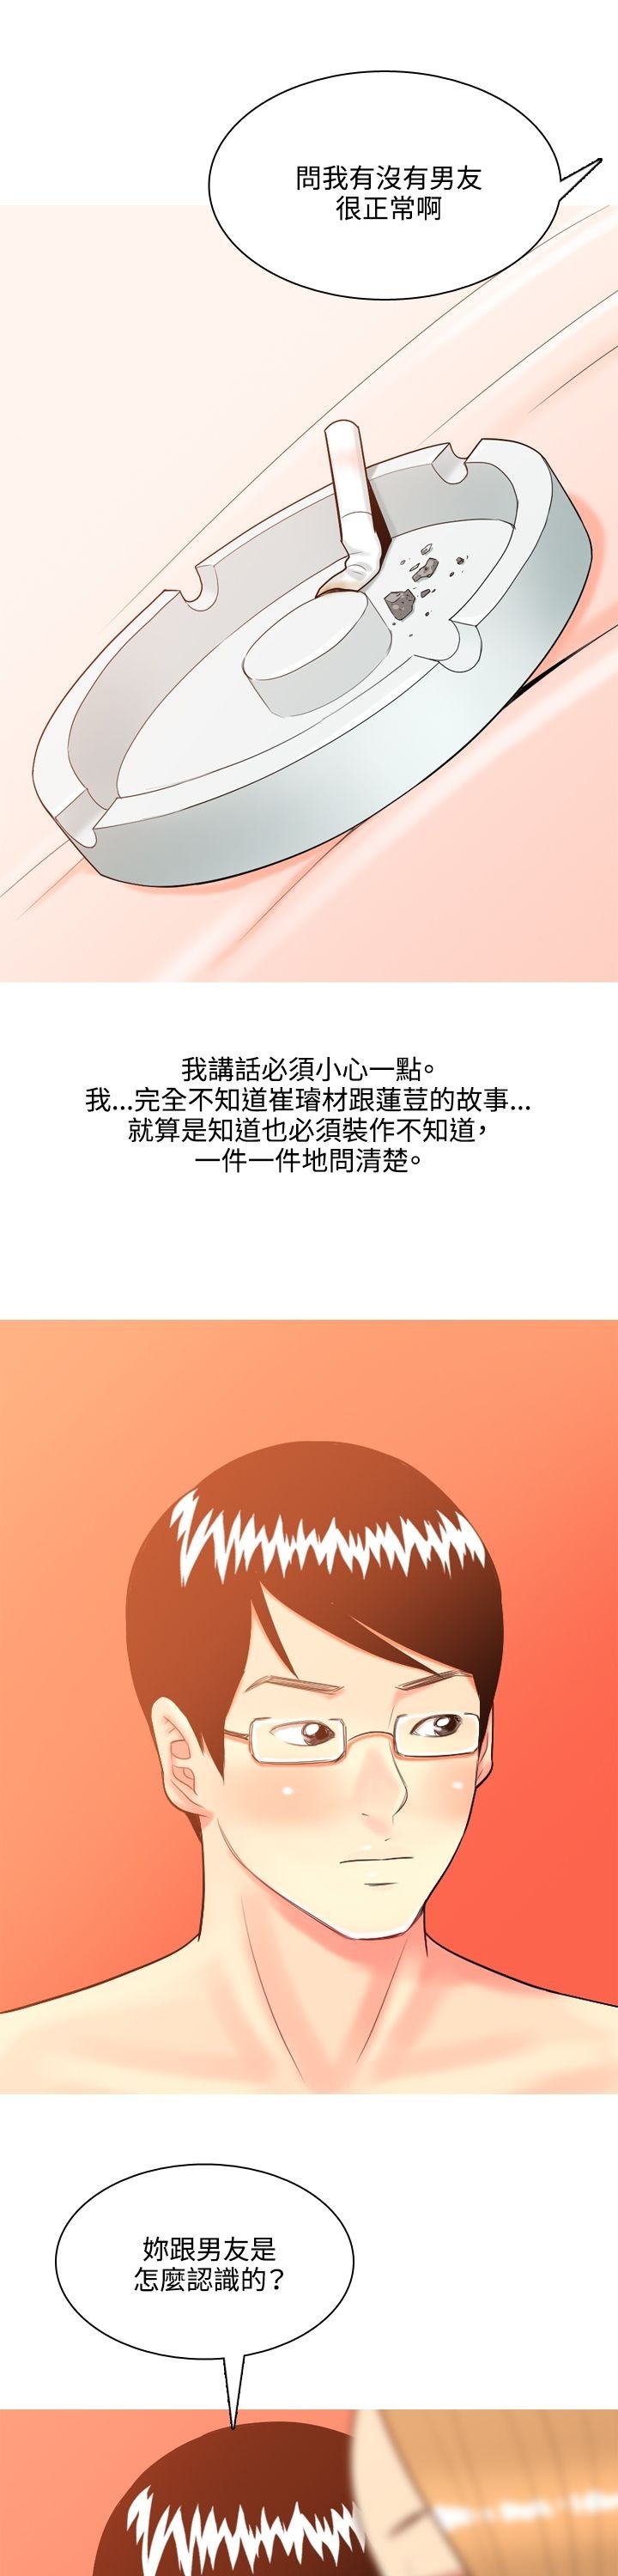 問我有沒有男友
很正常啊
我講話必須小心一點。
我...完全不知道崔璿材跟蓮荳的故事...
就算是知道也必須裝作不知道，
一件一件地問清楚。
妳跟男友是
怎麼認識的？